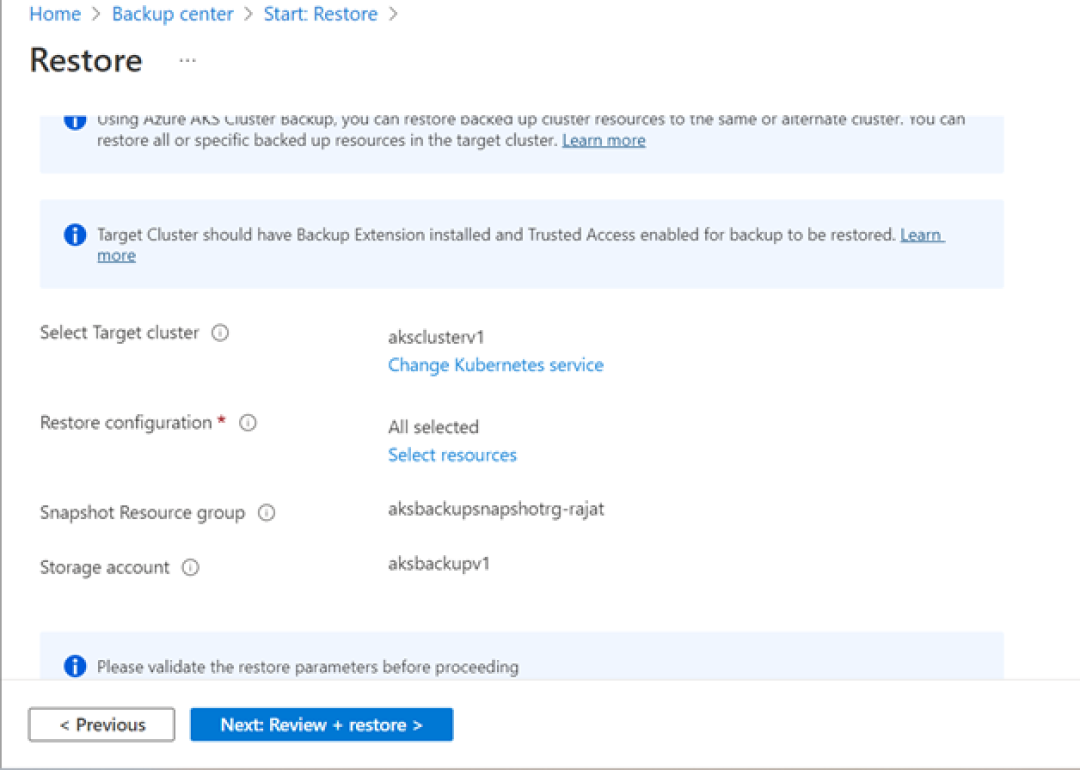 Home > Backup center > Start: Restore >
Restore ...
Using Azure AKS Cluster Backup, you can restore backed up cluster resources to the same or alternate cluster. You can
restore all or specific backed up resources in the target cluster. Learn more
Target Cluster should have Backup Extension installed and Trusted Access enabled for backup to be restored. Learn
more
Select Target cluster
aksclusterv1
Change Kubernetes service
Restore configuration *
All selected
Select resources
Snapshot Resource group
aksbackupsnapshotrg-rajat
Storage account
aksbackupv1
Please validate the restore parameters before proceeding
< Previous
Next: Review + restore >